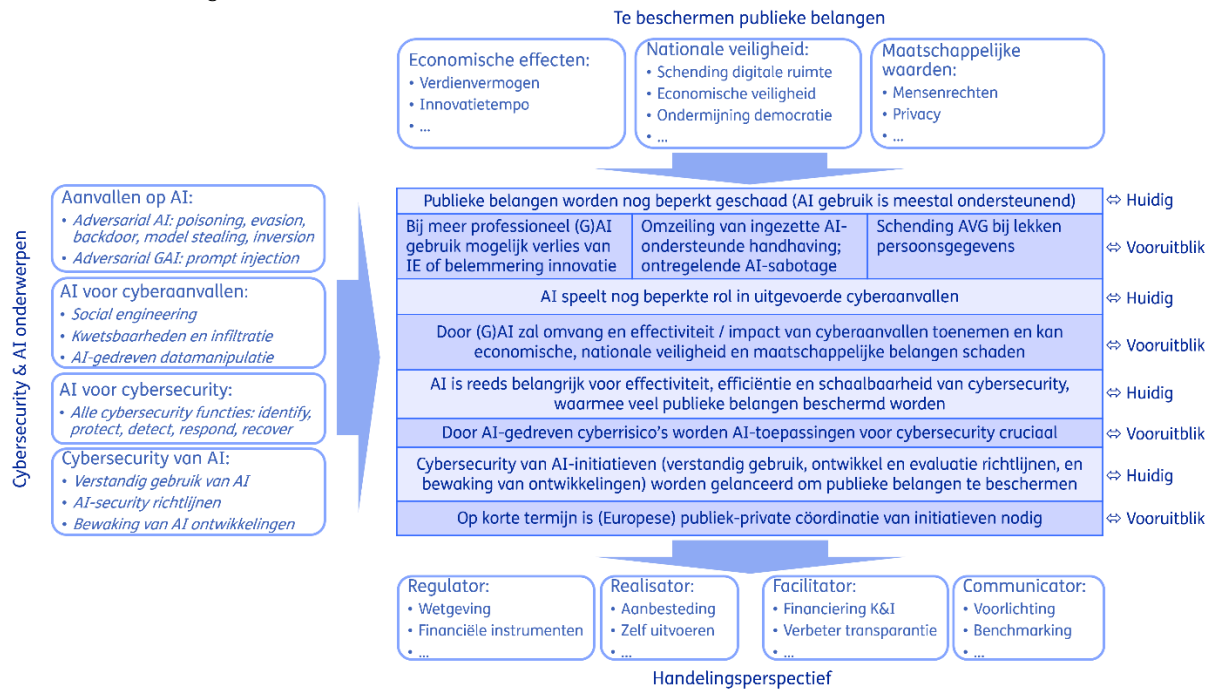 Te beschermen publieke belangen
Economische effecten:
• Verdienvermogen
• Innovatietempo
• ...
Nationale veiligheid:
• Schending digitale ruimte
• Economische veiligheid
• Ondermijning democratie
• ...
Maatschappelijke
waarden:
• Mensenrechten
• Privacy
• ...
Cybersecurity & AI onderwerpen
Aanvallen op AI:
• Adversarial AI: poisoning, evasion,
backdoor, model stealing, inversion
• Adversarial GAI: prompt injection
AI voor cyberaanvallen:
• Social engineering
• Kwetsbaarheden en infiltratie
• AI-gedreven datamanipulatie
AI voor cybersecurity:
• Alle cybersecurity functies: identify,
protect, detect, respond, recover
Cybersecurity van AI:
• Verstandig gebruik van AI
• AI-security richtlijnen
• Bewaking van AI ontwikkelingen
Publieke belangen worden nog beperkt geschaad (AI gebruik is meestal ondersteunend)
⇔ Huidig
Bij meer professioneel (G)AI
gebruik mogelijk verlies van
IE of belemmering innovatie
Omzeiling van ingezette AI-
ondersteunde handhaving;
ontregelende AI-sabotage
Schending AVG bij lekken
persoonsgegevens
⇔ Vooruitblik
AI speelt nog beperkte rol in uitgevoerde cyberaanvallen
⇔ Huidig
Door (G)AI zal omvang en effectiviteit / impact van cyberaanvallen toenemen en kan
economische, nationale veiligheid en maatschappelijke belangen schaden
⇔ Vooruitblik
AI is reeds belangrijk voor effectiviteit, efficiëntie en schaalbaarheid van cybersecurity,
waarmee veel publieke belangen beschermd worden
⇔ Huidig
Door AI-gedreven cyberrisico's worden AI-toepassingen voor cybersecurity cruciaal
⇔ Vooruitblik
Cybersecurity van AI-initiatieven (verstandig gebruik, ontwikkel en evaluatie richtlijnen, en
bewaking van ontwikkelingen) worden gelanceerd om publieke belangen te beschermen
⇔ Huidig
Op korte termijn is (Europese) publiek-private cöordinatie van initiatieven nodig
⇔ Vooruitblik
Regulator:
• Wetgeving
• Financiële instrumenten
• ...
Realisator:
• Aanbesteding
• Zelf uitvoeren
• ...
Facilitator:
• Financiering K&I
• Verbeter transparantie
• ...
Communicator:
• Voorlichting
• Benchmarking
• ...
Handelingsperspectief